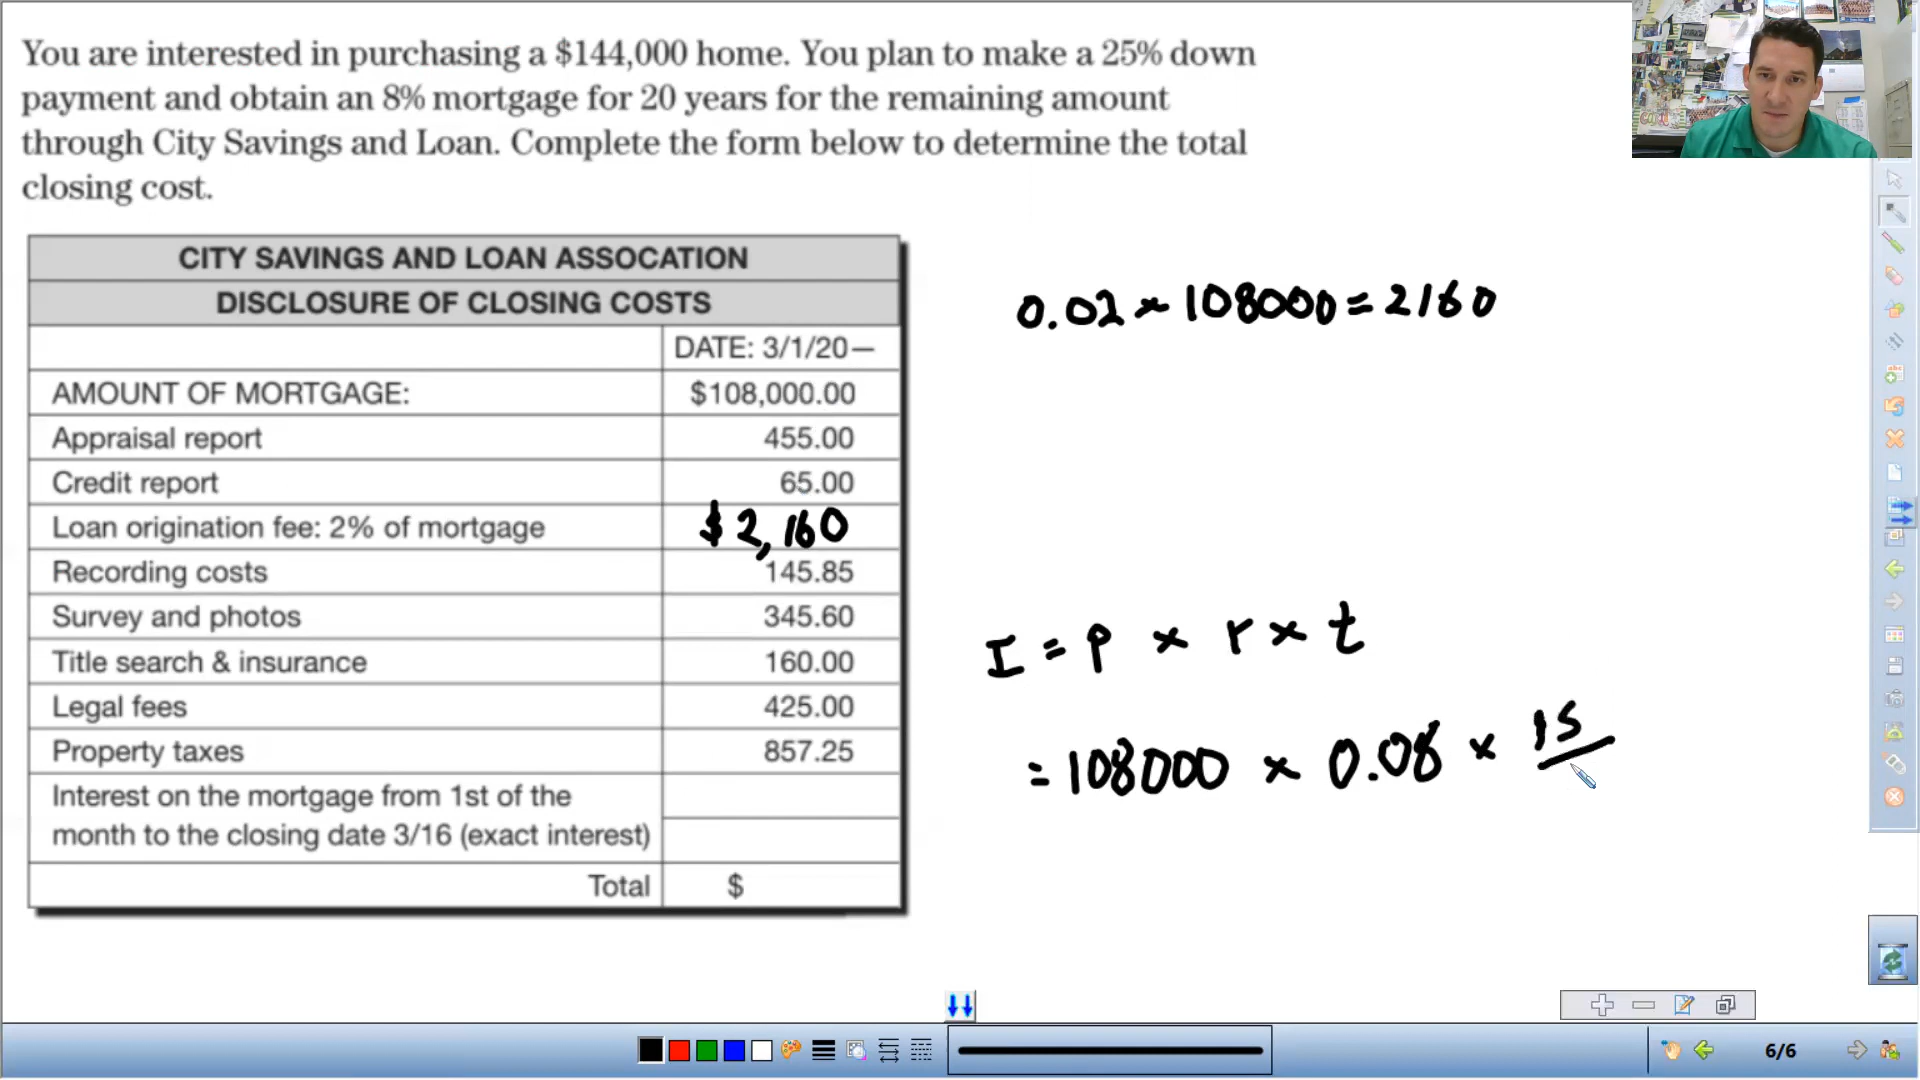 You are interested in purchasing a $144,000 home. You plan to make a 25% down
payment and obtain an 8% mortgage for 20 years for the remaining amount
through City Savings and Loan. Complete the form below to determine the total
closing cost.
CITY SAVINGS AND LOAN ASSOCATION
DISCLOSURE OF CLOSING COSTS
DATE: 3/1/20—
AMOUNT OF MORTGAGE: $108,000.00
Appraisal report 455.00
Credit report 65.00
Loan origination fee: 2% of mortgage $2,160
Recording costs 145.85
Survey and photos 345.60
Title search & insurance 160.00
Legal fees 425.00
Property taxes 857.25
Interest on the mortgage from 1st of the
month to the closing date 3/16 (exact interest)
Total $
0.02 × 108000 = 2160
I = p × r × t
= 108000 × 0.08 × 15
6/6